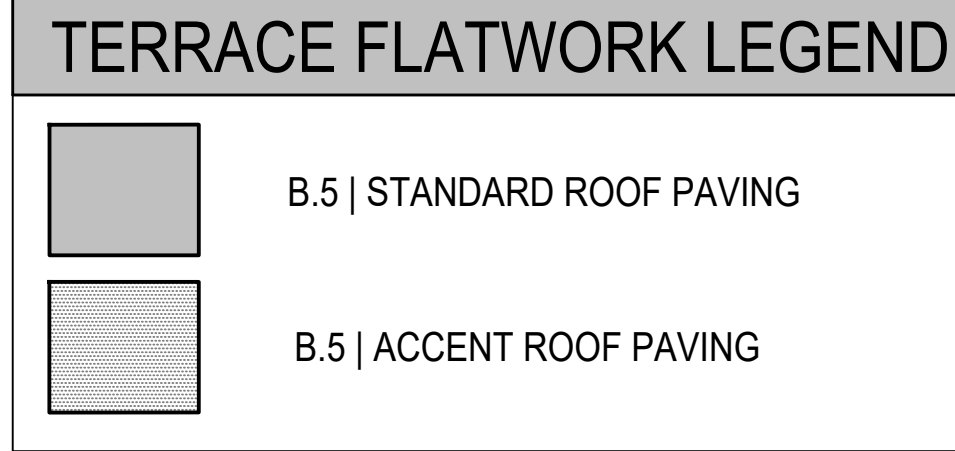 TERRACE FLATWORK LEGEND
B.5 | STANDARD ROOF PAVING
B.5 | ACCENT ROOF PAVING